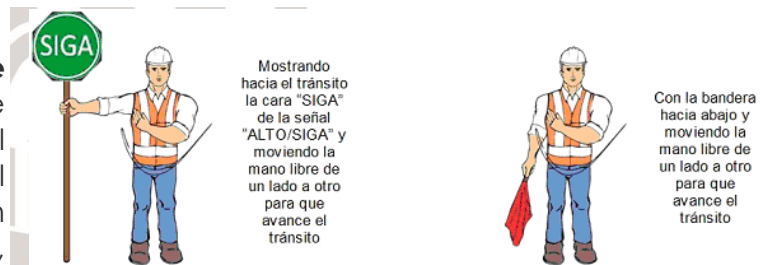 SIGA
Mostrando
hacia el tránsito
la cara "SIGA"
de la señal
"ALTO/SIGA" y
moviendo la
mano libre de
un lado a otro
para que
avance el
tránsito
Con la bandera
hacia abajo y
moviendo la
mano libre de
un lado a otro
para que
avance el
tránsito